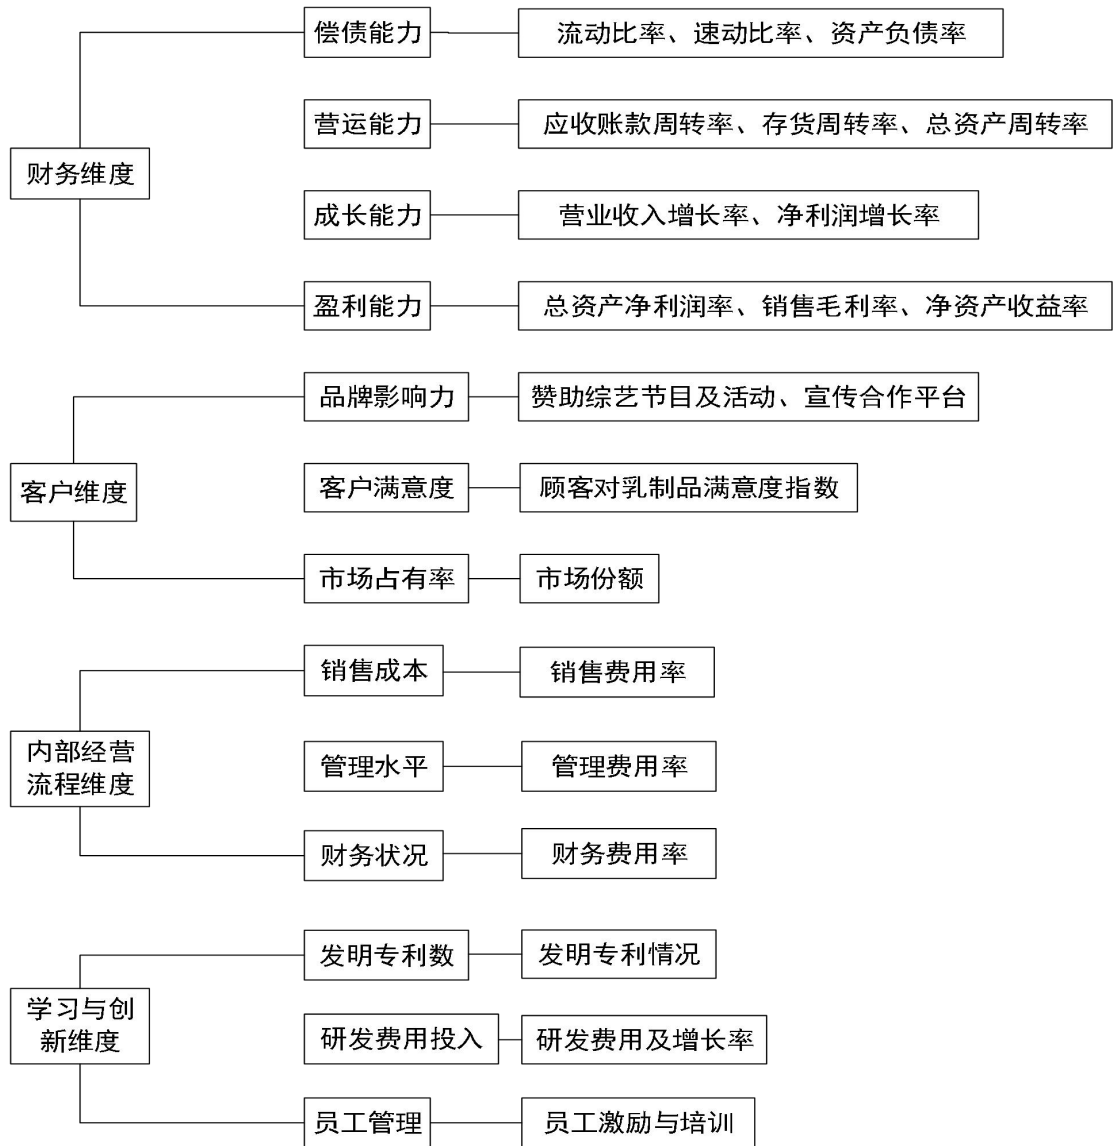 偿债能力
流动比率、速动比率、资产负债率
营运能力
应收账款周转率、存货周转率、总资产周转率
财务维度
成长能力
营业收入增长率、净利润增长率
盈利能力
总资产净利润率、销售毛利率、净资产收益率
品牌影响力
赞助综艺节目及活动、宣传合作平台
客户维度
客户满意度
顾客对乳制品满意度指数
市场占有率
市场份额
销售成本
销售费用率
内部经营
流程维度
管理水平
管理费用率
财务状况
财务费用率
发明专利数
发明专利情况
学习与创
新维度
研发费用投入
研发费用及增长率
员工管理
员工激励与培训